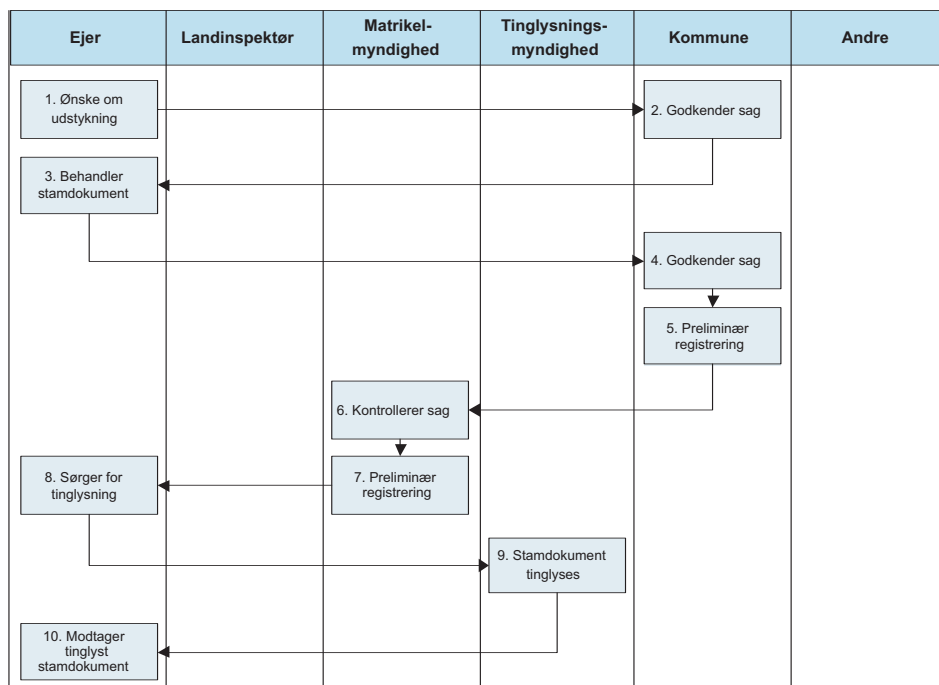 Ejer
Landinspektør
Matrikel-
myndighed
Tinglysnings-
myndighed
Kommune
Andre
1. Ønske om
udstykning
2. Godkender sag
3. Behandler
stamdokument
4. Godkender sag
5. Preliminær
registrering
6. Kontrollerer sag
8. Sørger for
tinglysning
7. Preliminær
registrering
9. Stamdokument
tinglyses
10. Modtager
tinglyst
stamdokument